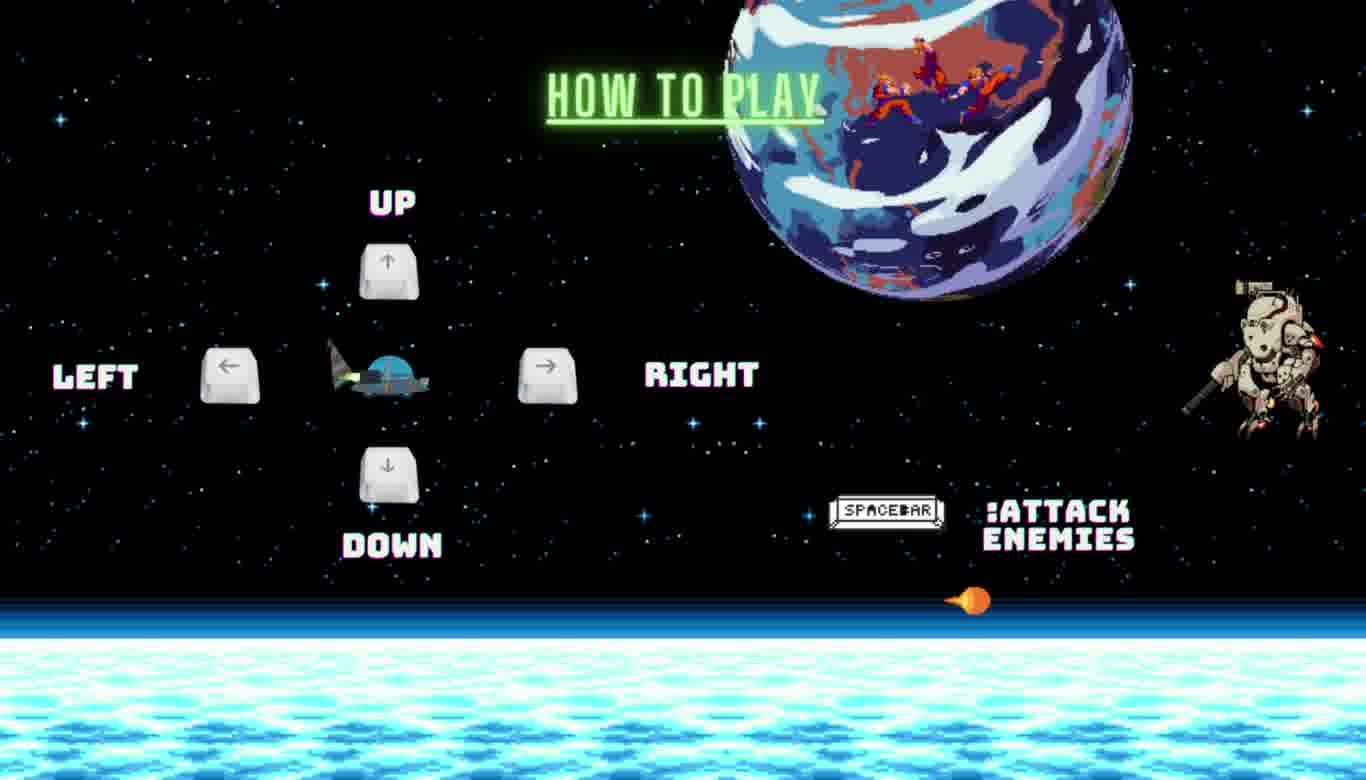 HOW TO PLAY
UP
↑
LEFT
←
→
RIGHT
↓
DOWN
SPACEBAR
:ATTACK
ENEMIES